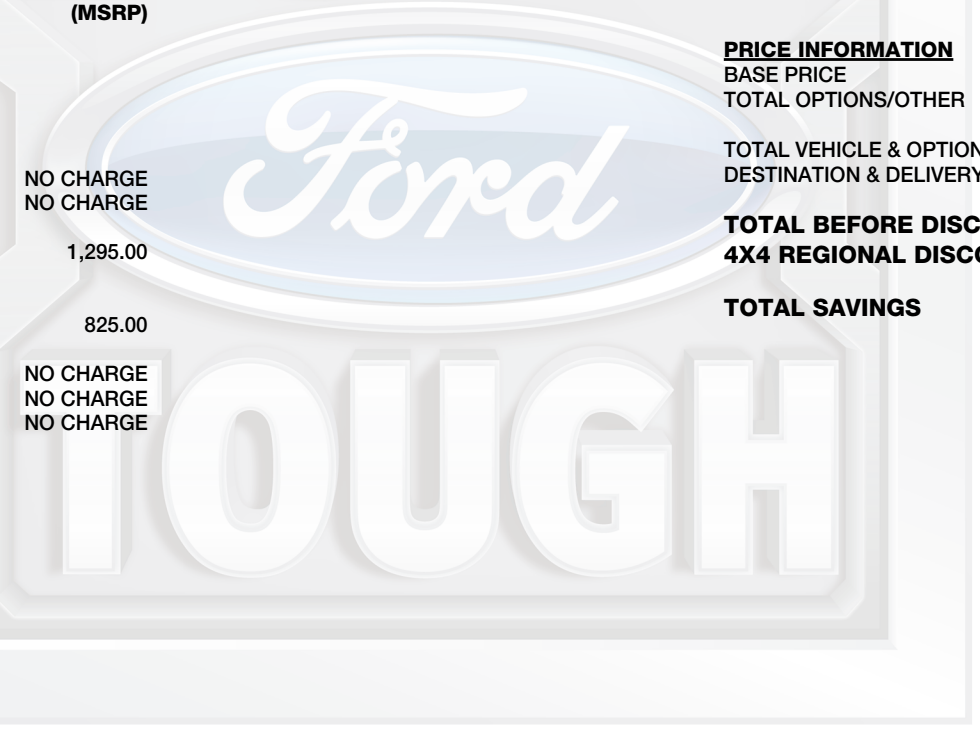 (MSRP)
NO CHARGE
NO CHARGE
1,295.00
825.00
NO CHARGE
NO CHARGE
NO CHARGE
PRICE INFORMATION
BASE PRICE
TOTAL OPTIONS/OTHER
TOTAL VEHICLE & OPTION
DESTINATION & DELIVERY
TOTAL BEFORE DISC
4X4 REGIONAL DISCO
TOTAL SAVINGS
Ford
TOUGH